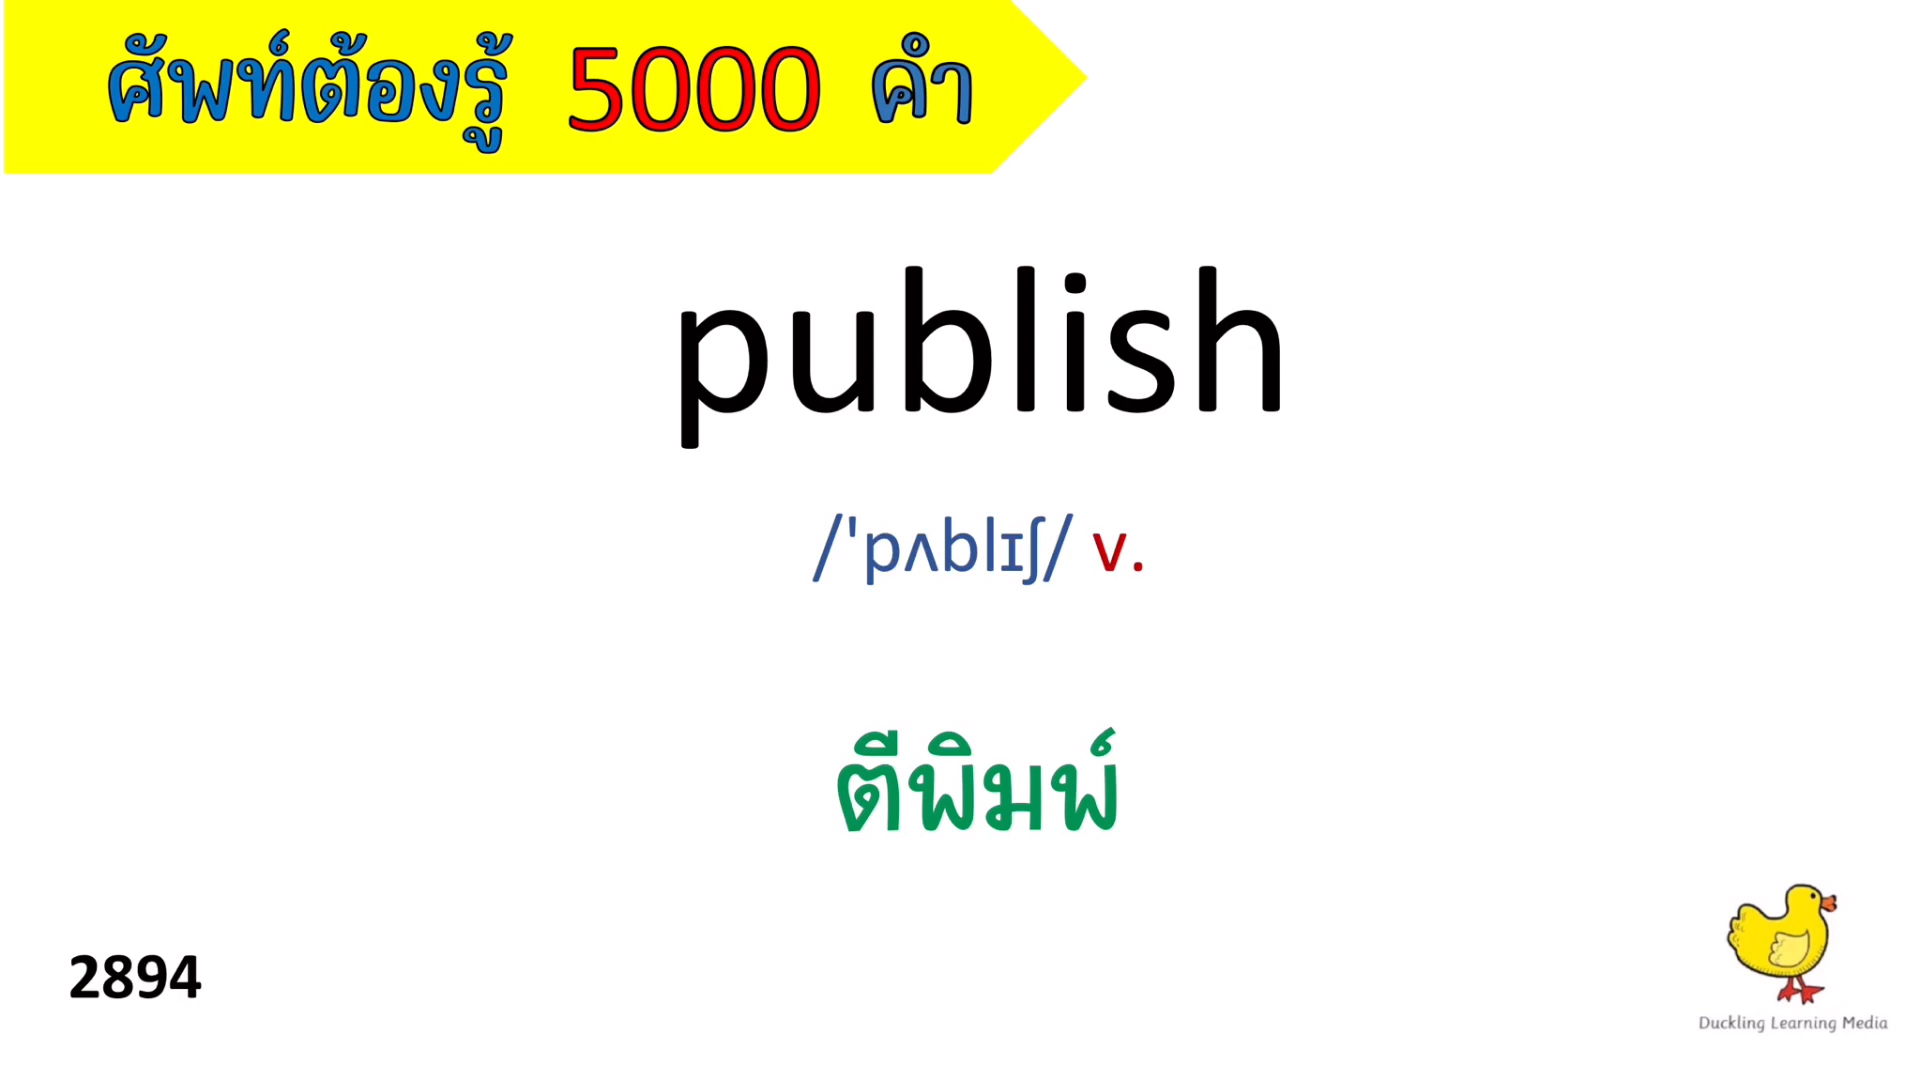 ศัพท์ต้องรู้ 5000 คำ
publish
/ˈpʌblɪʃ/ v.
ตีพิมพ์
2894
Duckling Learning Media